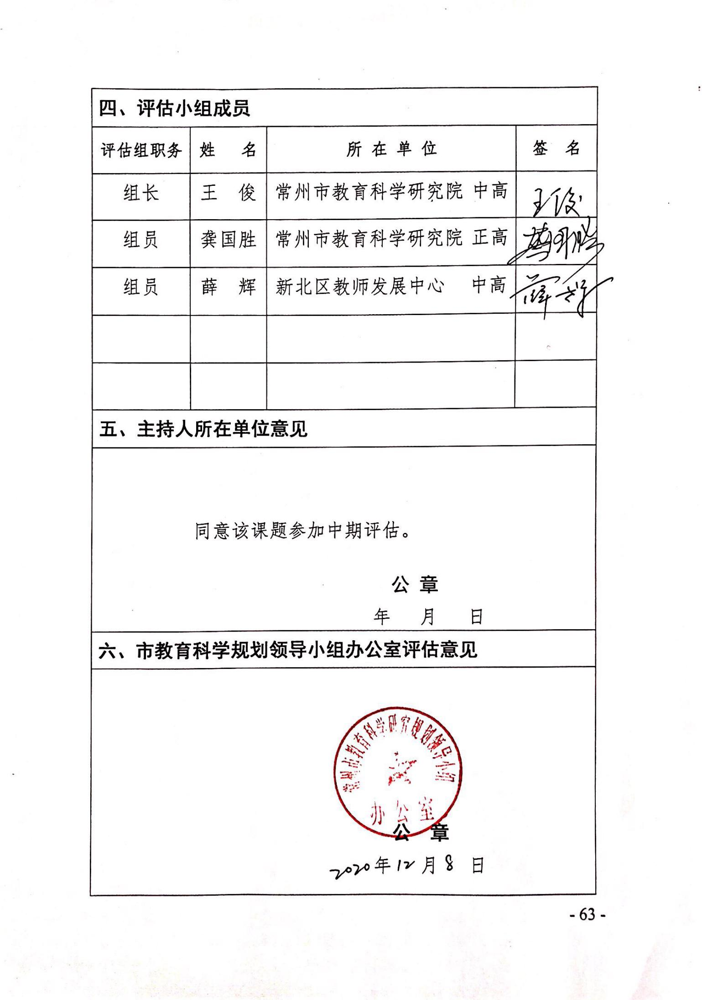 四、评估小组成员
评估组职务 姓 名 所在单位 签 名
组长 王 俊 常州市教育科学研究院 中高 王俊
组员 龚国胜 常州市教育科学研究院 正高 龚国胜
组员 薛 辉 新北区教师发展中心 中高 薛辉
五、主持人所在单位意见
同意该课题参加中期评估。
公 章
年 月 日
六、市教育科学规划领导小组办公室评估意见
常州市教育科学研究规划领导小组
办公室
公 章
2020年12月8日
- 63 -